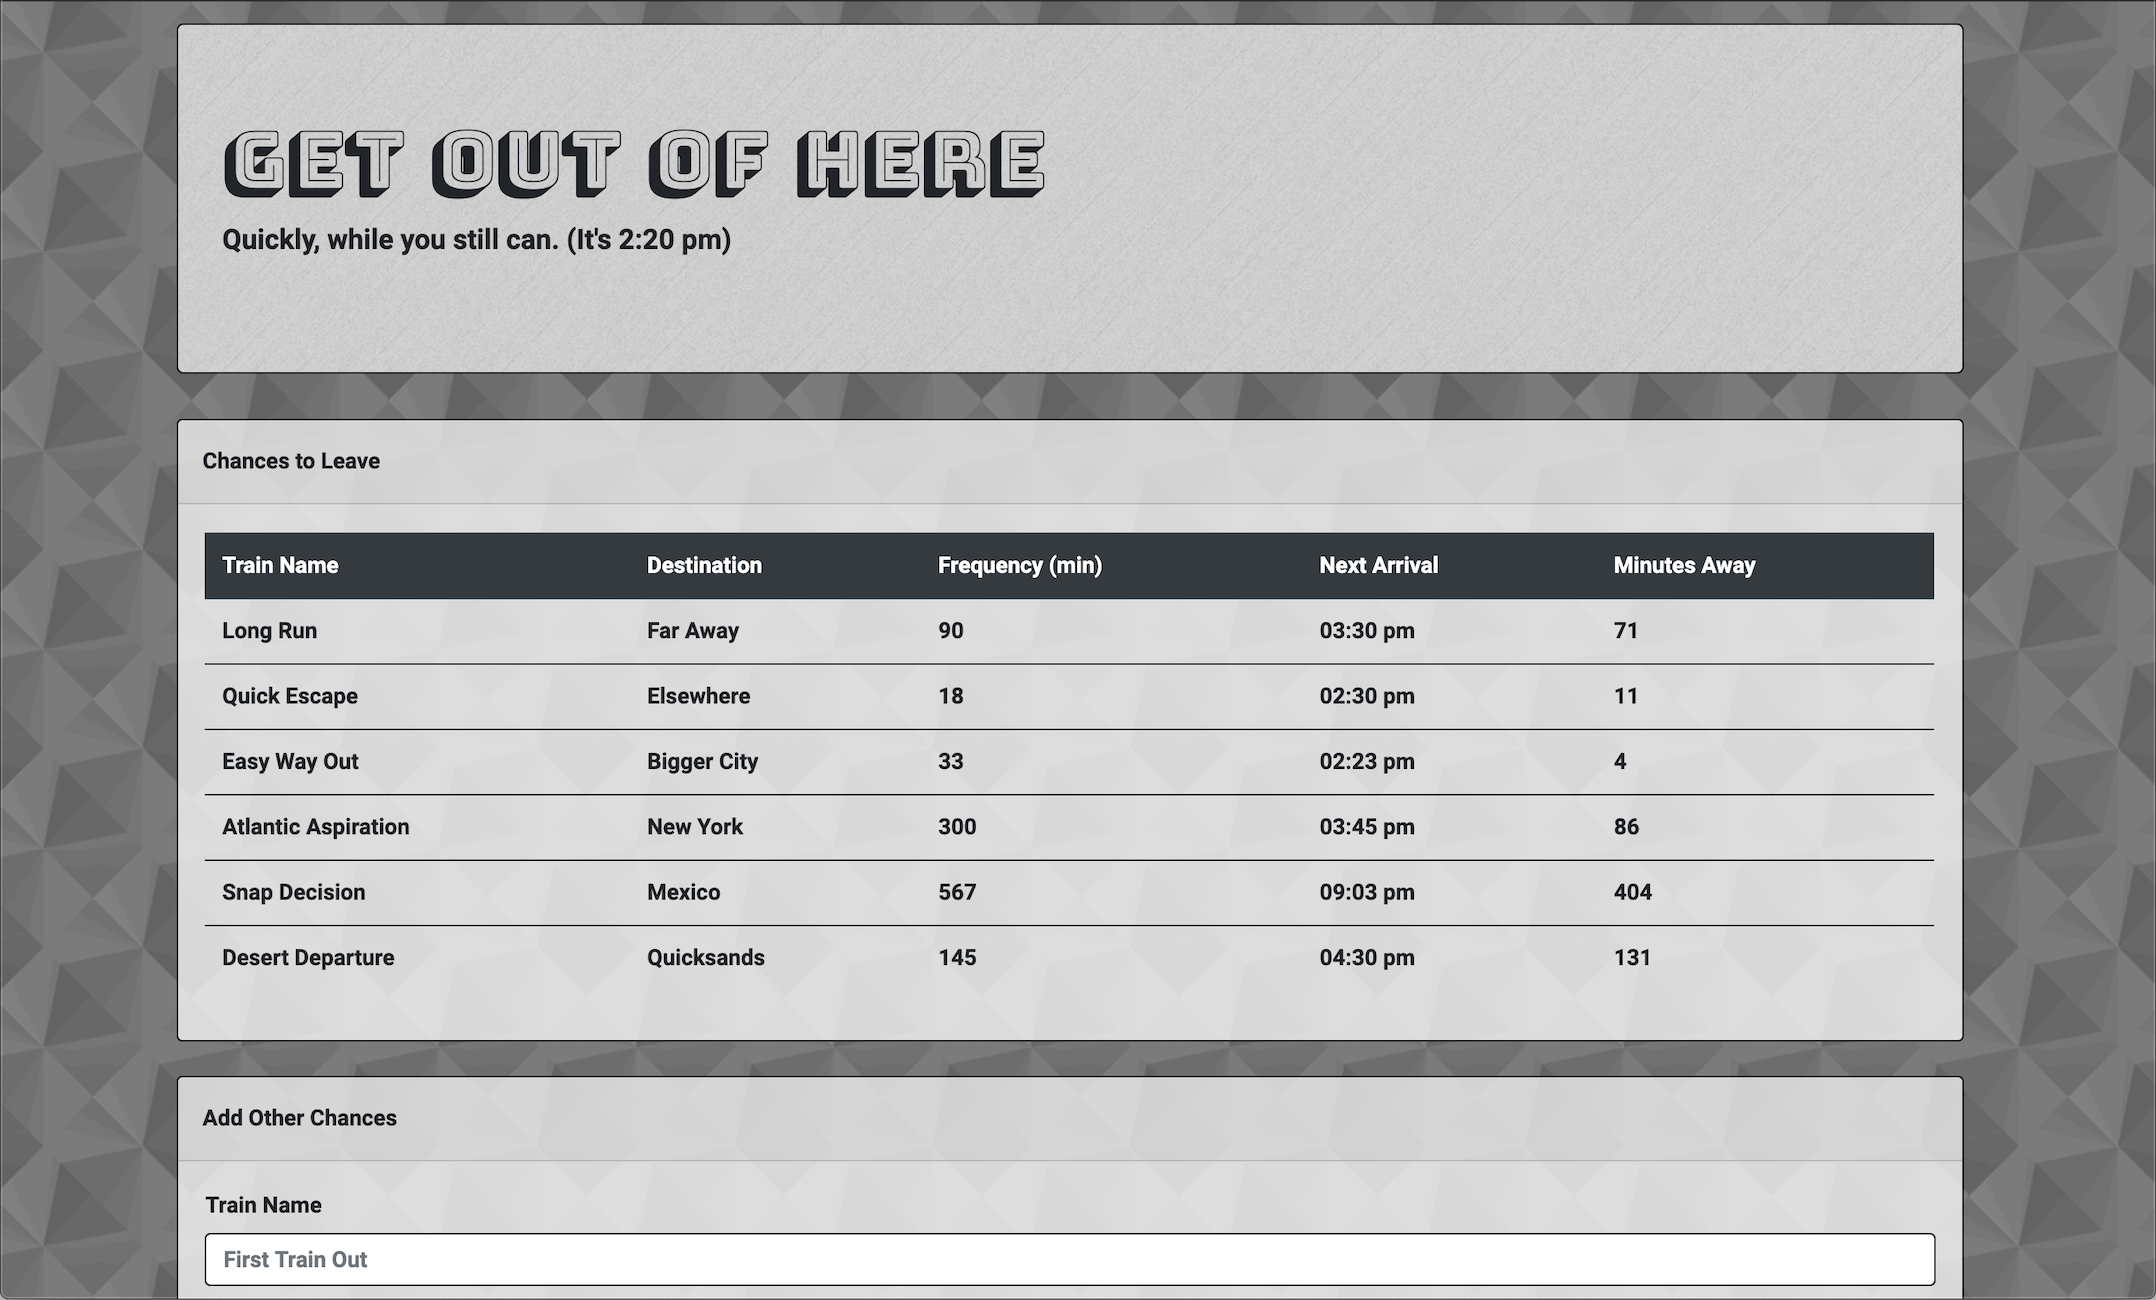 GET OUT OF HERE
Quickly, while you still can. (It's 2:20 pm)
Chances to Leave
Train Name Destination Frequency (min) Next Arrival Minutes Away
Long Run Far Away 90 03:30 pm 71
Quick Escape Elsewhere 18 02:30 pm 11
Easy Way Out Bigger City 33 02:23 pm 4
Atlantic Aspiration New York 300 03:45 pm 86
Snap Decision Mexico 567 09:03 pm 404
Desert Departure Quicksands 145 04:30 pm 131
Add Other Chances
Train Name
First Train Out